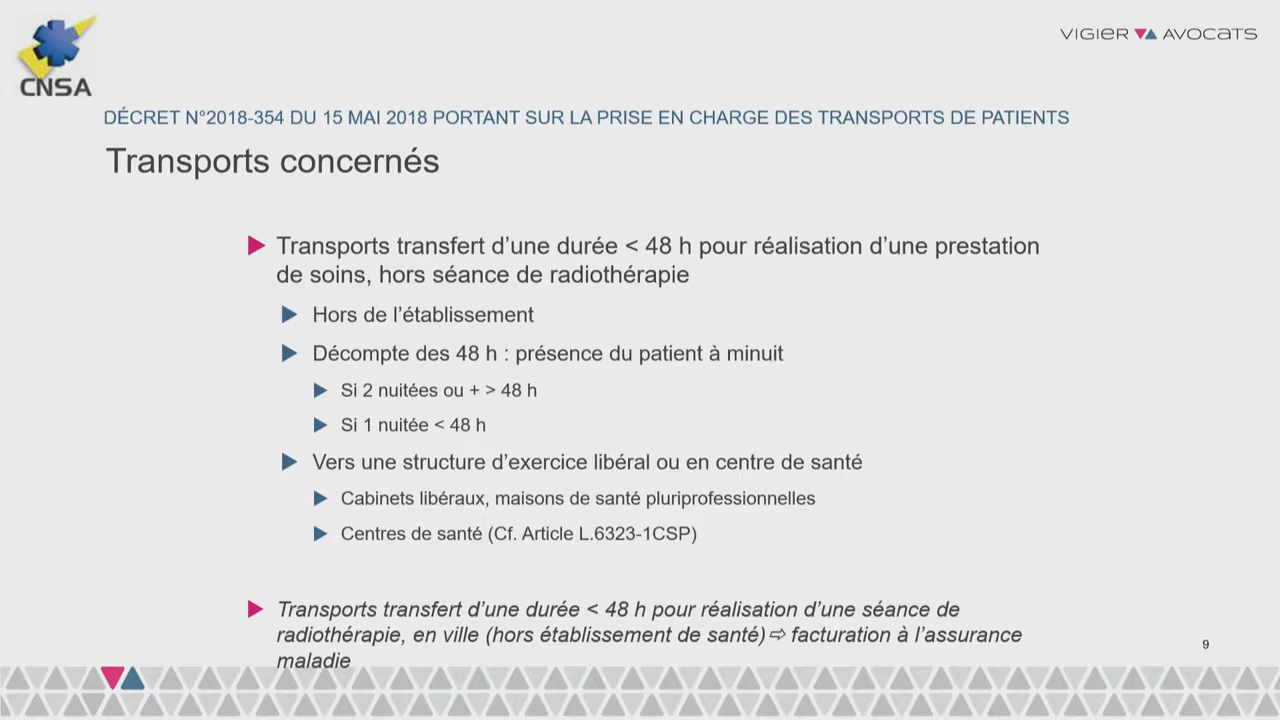 CNSA
VIGIER AVOCATS
DÉCRET N°2018-354 DU 15 MAI 2018 PORTANT SUR LA PRISE EN CHARGE DES TRANSPORTS DE PATIENTS
Transports concernés
Transports transfert d’une durée < 48 h pour réalisation d’une prestation
de soins, hors séance de radiothérapie
Hors de l’établissement
Décompte des 48 h : présence du patient à minuit
Si 2 nuitées ou + > 48 h
Si 1 nuitée < 48 h
Vers une structure d’exercice libéral ou en centre de santé
Cabinets libéraux, maisons de santé pluriprofessionnelles
Centres de santé (Cf. Article L.6323-1CSP)
Transports transfert d’une durée < 48 h pour réalisation d’une séance de
radiothérapie, en ville (hors établissement de santé) ⇨ facturation à l’assurance
maladie
9